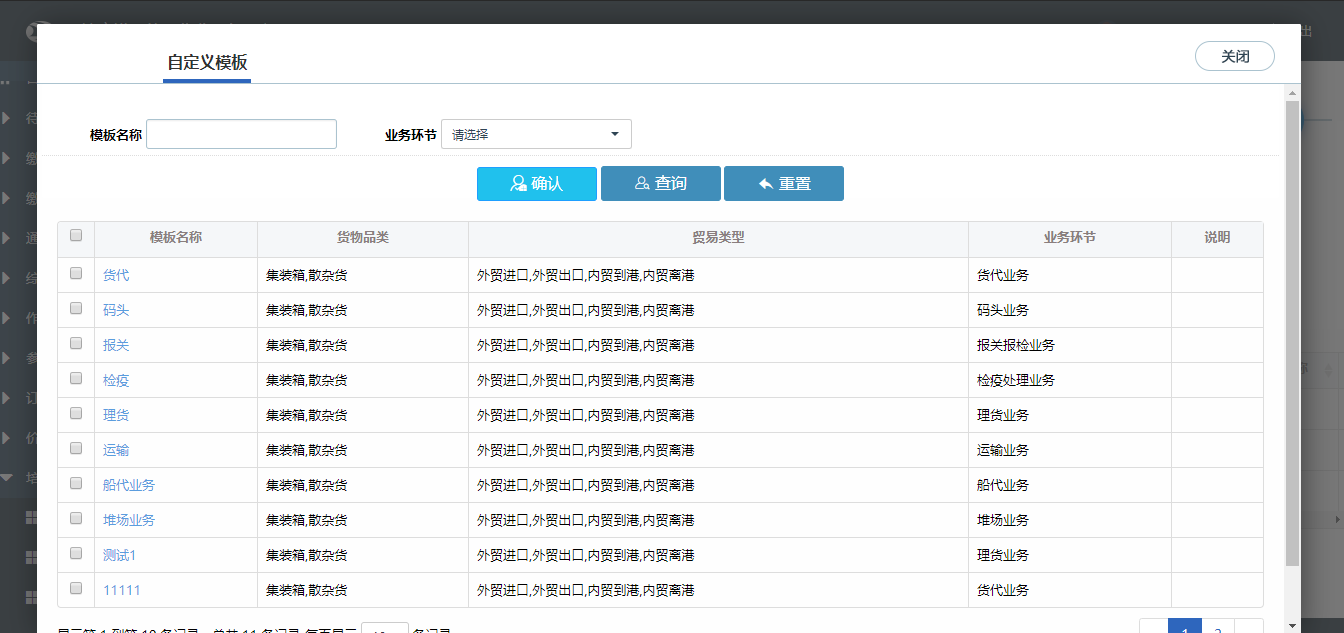 关闭
自定义模板
模板名称 业务环节 请选择
确认 查询 重置
模板名称 货物品类 贸易类型 业务环节 说明
货代 集装箱,散杂货 外贸进口,外贸出口,内贸到港,内贸离港 货代业务
码头 集装箱,散杂货 外贸进口,外贸出口,内贸到港,内贸离港 码头业务
报关 集装箱,散杂货 外贸进口,外贸出口,内贸到港,内贸离港 报关报检业务
检疫 集装箱,散杂货 外贸进口,外贸出口,内贸到港,内贸离港 检疫处理业务
理货 集装箱,散杂货 外贸进口,外贸出口,内贸到港,内贸离港 理货业务
运输 集装箱,散杂货 外贸进口,外贸出口,内贸到港,内贸离港 运输业务
船代业务 集装箱,散杂货 外贸进口,外贸出口,内贸到港,内贸离港 船代业务
堆场业务 集装箱,散杂货 外贸进口,外贸出口,内贸到港,内贸离港 堆场业务
测试1 集装箱,散杂货 外贸进口,外贸出口,内贸到港,内贸离港 理货业务
11111 集装箱,散杂货 外贸进口,外贸出口,内贸到港,内贸离港 货代业务